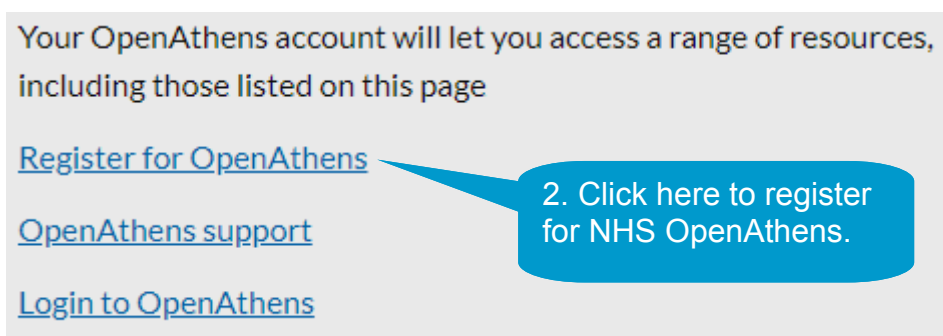 Your OpenAthens account will let you access a range of resources,
including those listed on this page
Register for OpenAthens
2. Click here to register
for NHS OpenAthens.
OpenAthens support
Login to OpenAthens